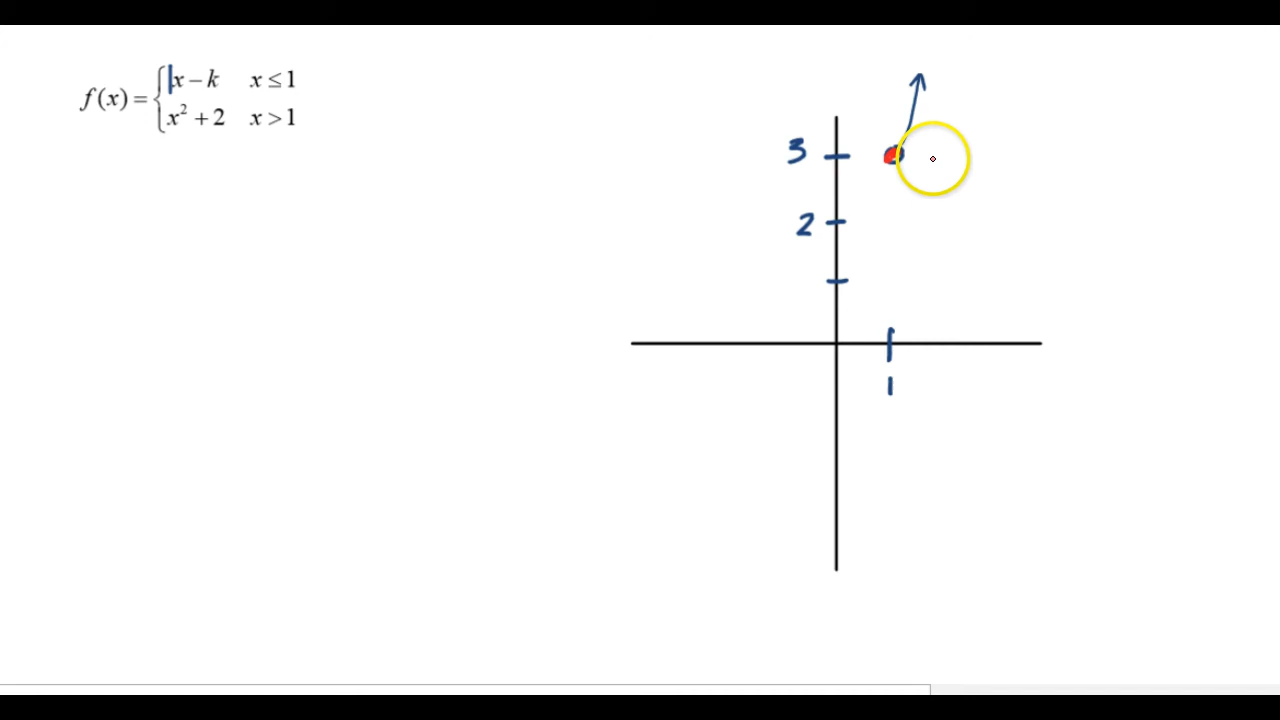 f(x) = { x − k   x ≤ 1
x² + 2   x > 1
3
2
1